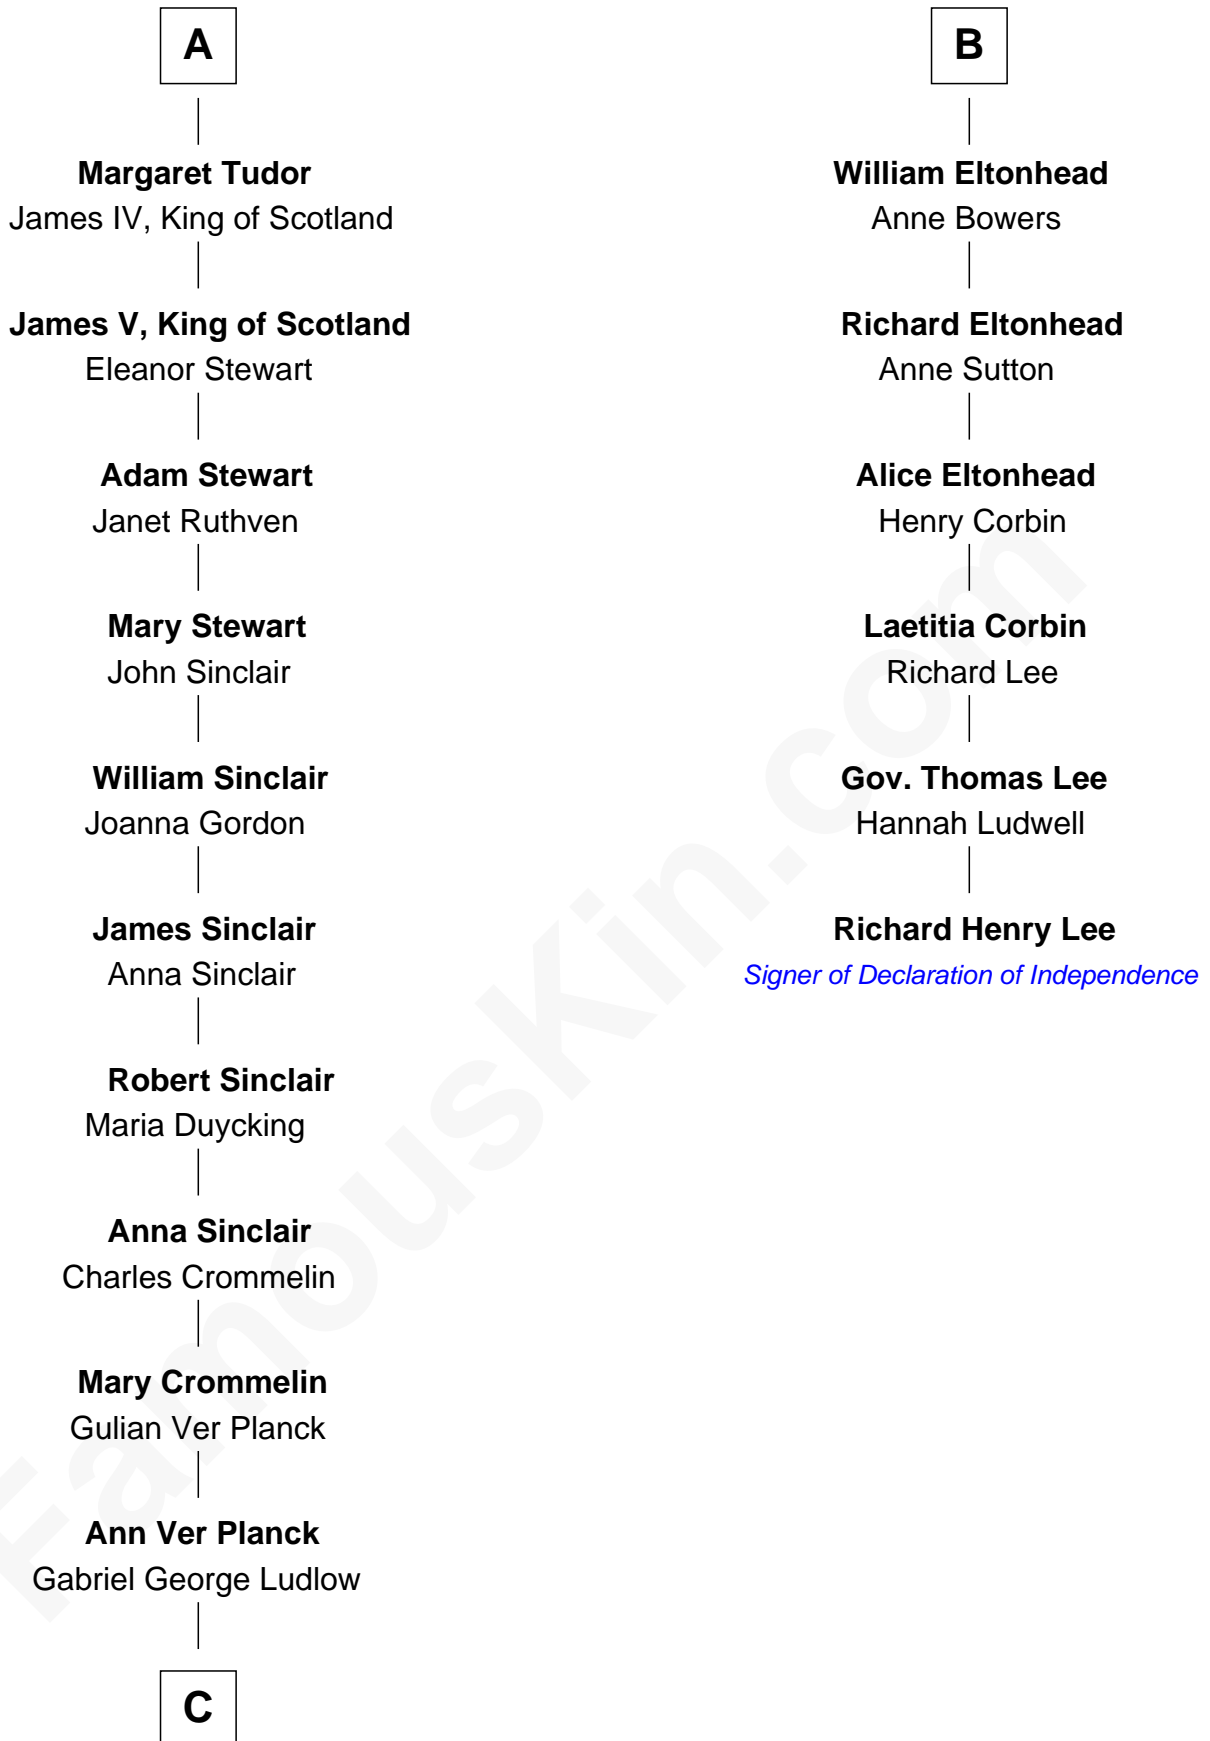 A
Margaret Tudor
James IV, King of Scotland
James V, King of Scotland
Eleanor Stewart
Adam Stewart
Janet Ruthven
Mary Stewart
John Sinclair
William Sinclair
Joanna Gordon
James Sinclair
Anna Sinclair
Robert Sinclair
Maria Duycking
Anna Sinclair
Charles Crommelin
Mary Crommelin
Gulian Ver Planck
Ann Ver Planck
Gabriel George Ludlow
C
B
William Eltonhead
Anne Bowers
Richard Eltonhead
Anne Sutton
Alice Eltonhead
Henry Corbin
Laetitia Corbin
Richard Lee
Gov. Thomas Lee
Hannah Ludwell
Richard Henry Lee
Signer of Declaration of Independence
FamousKin.com